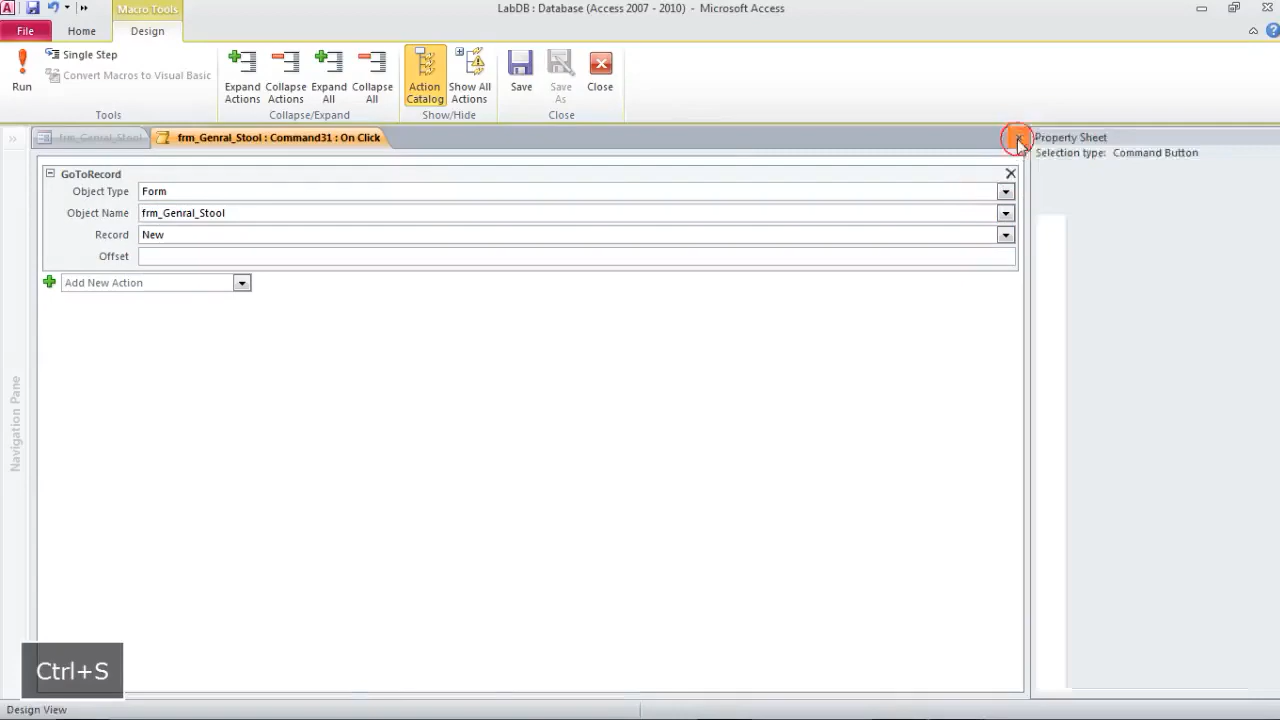 Macro Tools
LabDB : Database (Access 2007 - 2010) - Microsoft Access
File
Home
Design
Run
Single Step
Convert Macros to Visual Basic
Tools
Expand Actions
Collapse Actions
Expand All
Collapse All
Collapse/Expand
Action Catalog
Show All Actions
Show/Hide
Save
Save As
Close
Close
frm_Genral_Stool
frm_Genral_Stool : Command31 : On Click
Property Sheet
Selection type: Command Button
GoToRecord
Object Type Form
Object Name frm_Genral_Stool
Record New
Offset
Add New Action
Navigation Pane
Ctrl+S
Design View